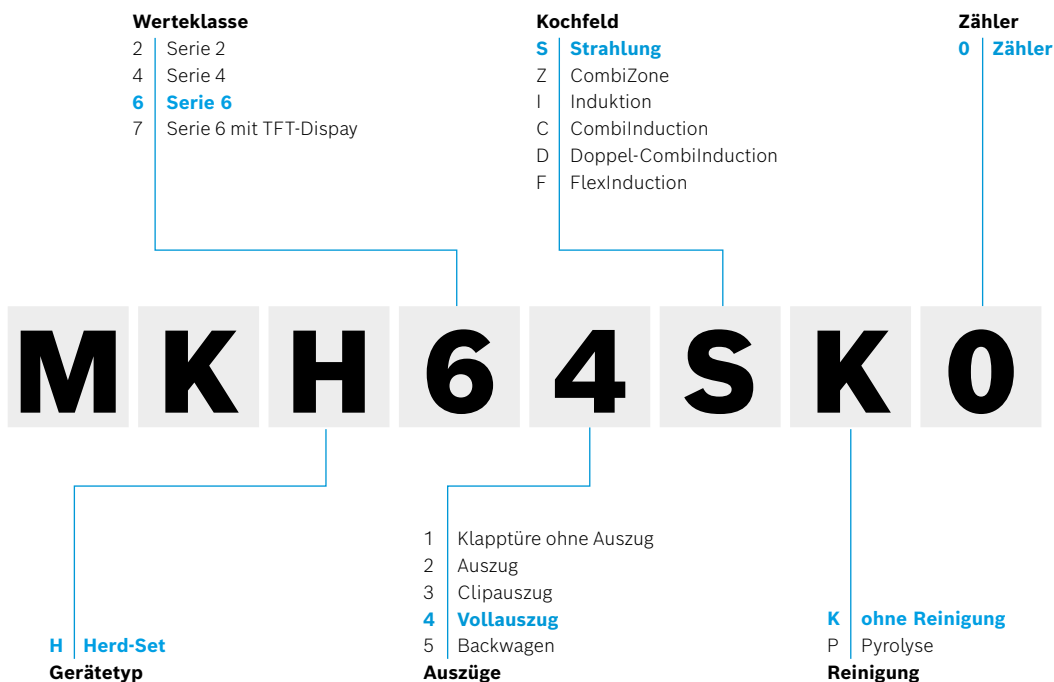 Werteklasse
2 Serie 2
4 Serie 4
6 Serie 6
7 Serie 6 mit TFT-Dispay
Kochfeld
S Strahlung
Z CombiZone
I Induktion
C CombiInduction
D Doppel-CombiInduction
F FlexInduction
Zähler
0 Zähler
M K H 6 4 S K 0
H Herd-Set
Gerätetyp
1 Klapptüre ohne Auszug
2 Auszug
3 Clipauszug
4 Vollauszug
5 Backwagen
Auszüge
K ohne Reinigung
P Pyrolyse
Reinigung